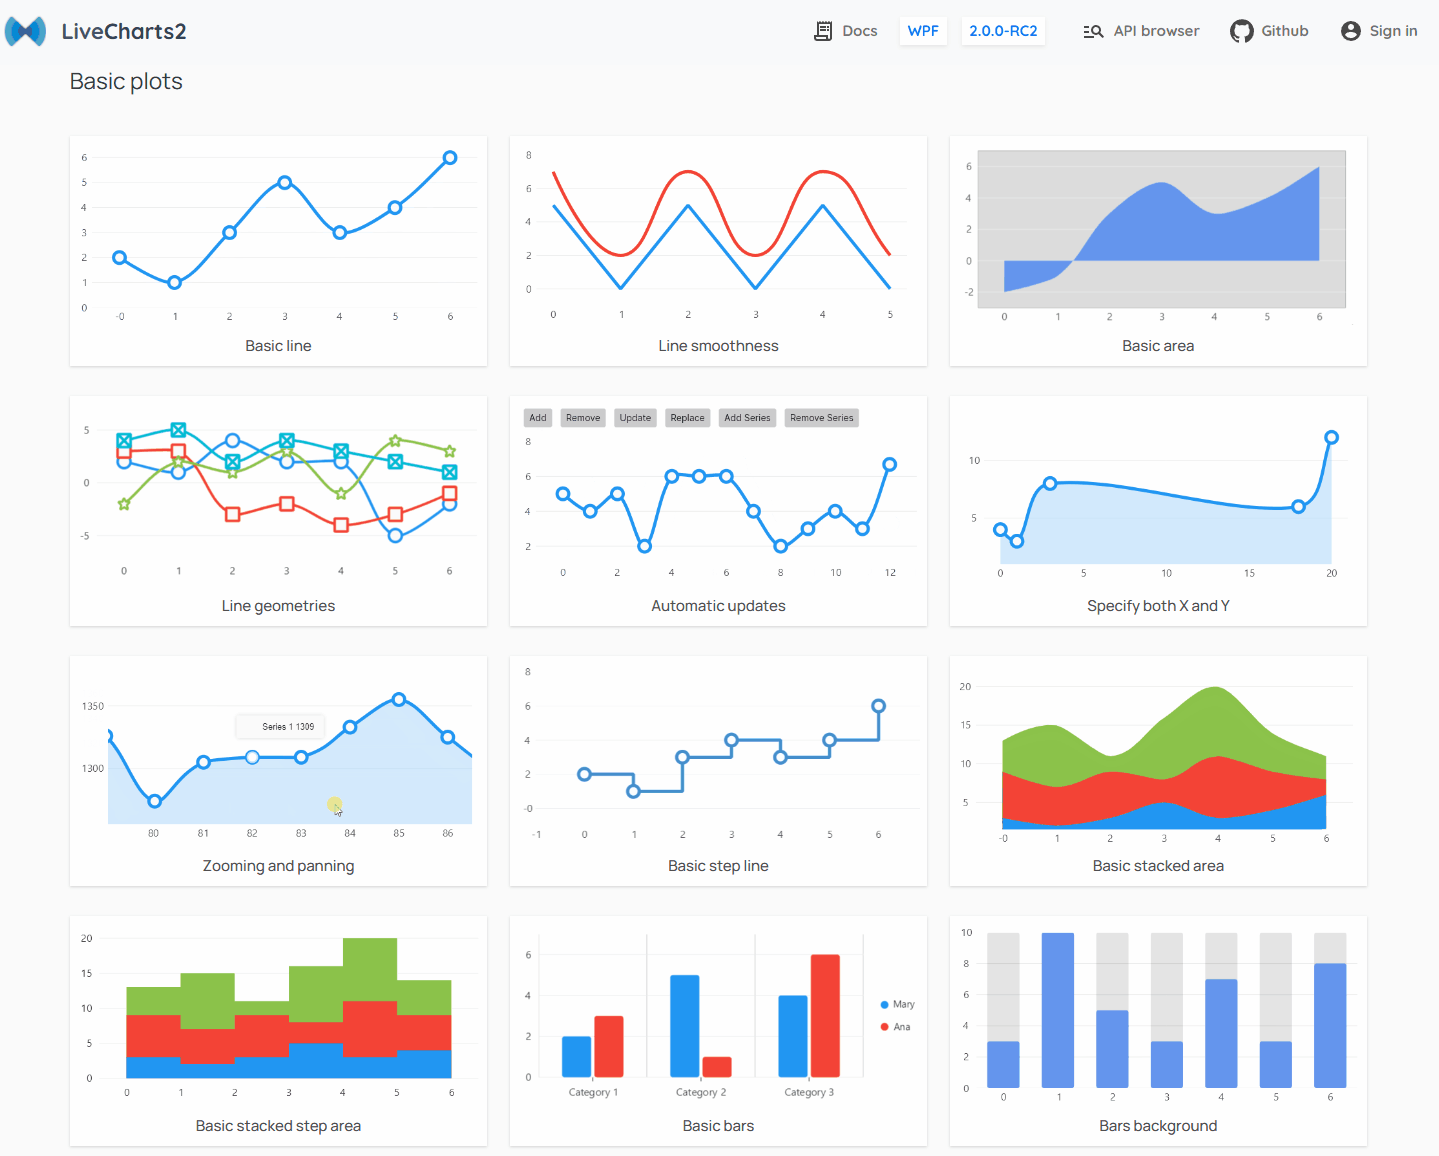 LiveCharts2
Docs
WPF
2.0.0-RC2
API browser
Github
Sign in
Basic plots
6
5
4
3
2
1
0
-0 1 2 3 4 5 6
Basic line
8
6
4
2
0
0 1 2 3 4 5
Line smoothness
6
4
2
0
-2
0 1 2 3 4 5 6
Basic area
5
0
-5
0 1 2 3 4 5 6
Line geometries
Add Remove Update Replace Add Series Remove Series
8
6
4
2
0 2 4 6 8 10 12
Automatic updates
10
5
0 5 10 15 20
Specify both X and Y
1350
Series 1 1309
1300
80 81 82 83 84 85 86
Zooming and panning
8
6
4
2
-0
-1 0 1 2 3 4 5 6
Basic step line
20
15
10
5
-0 1 2 3 4 5 6
Basic stacked area
20
15
10
5
0
0 1 2 3 4 5 6
Basic stacked step area
6
4
2
0
Mary
Ana
Category 1 Category 2 Category 3
Basic bars
10
8
6
4
2
0
0 1 2 3 4 5 6
Bars background